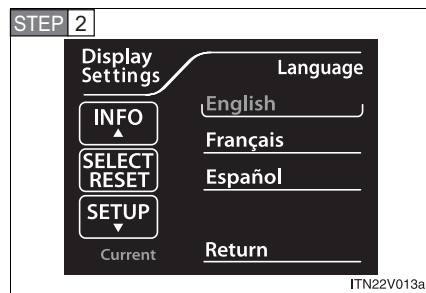 STEP 2
Display
Settings
Language
INFO
SELECT
RESET
SETUP
Current
English
Français
Español
Return
ITN22V013a